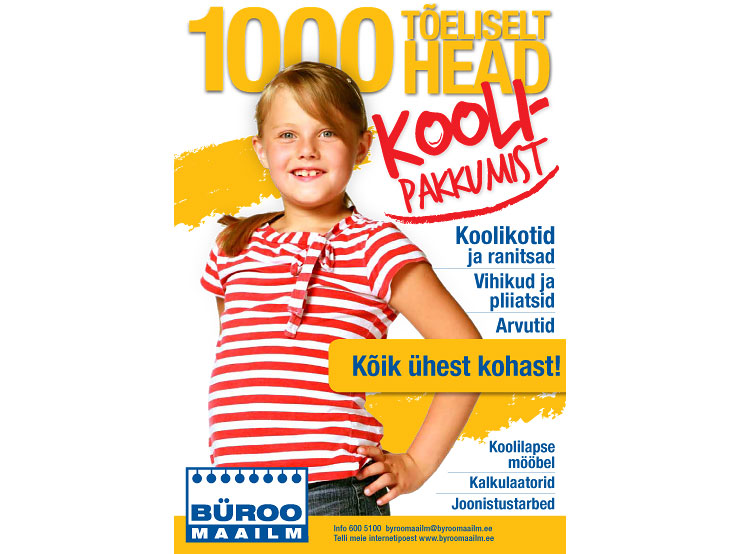 1000 TÕELISELT
HEAD
KOOLI-
PAKKUMIST
Koolikotid
ja ranitsad
Vihikud ja
pliiatsid
Arvutid
Kõik ühest kohast!
Koolilapse
mööbel
Kalkulaatorid
Joonistustarbed
BÜROO
MAAILM
Info 600 5100 byroomaailm@byroomaailm.ee
Telli meie internetipoest www.byroomaailm.ee